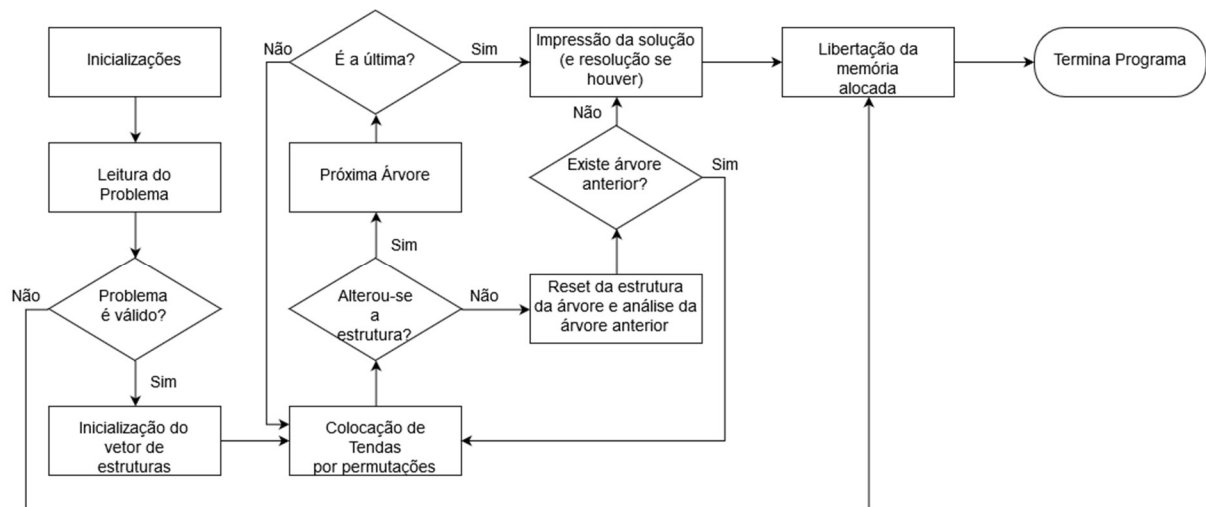 Inicializações
Leitura do
Problema
Não
Problema
é válido?
Sim
Inicialização do
vetor de
estruturas
Colocação de
Tendas
por permutações
Alterou-se
a
estrutura?
Sim
Não
Próxima Árvore
Não
É a última?
Sim
Reset da estrutura
da árvore e análise da
árvore anterior
Existe árvore
anterior?
Não
Sim
Impressão da solução
(e resolução se
houver)
Libertação da
memória
alocada
Termina Programa